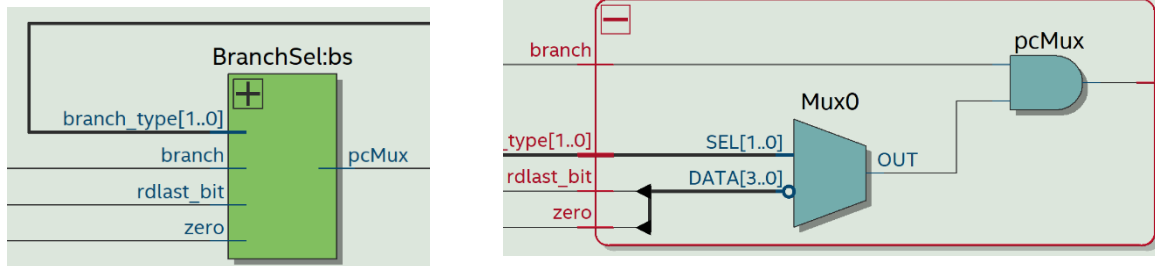 BranchSel:bs
branch_type[1..0]
branch
pcMux
rdlast_bit
zero
branch
pcMux
Mux0
_type[1..0]
SEL[1..0]
rdlast_bit
DATA[3..0]
OUT
zero